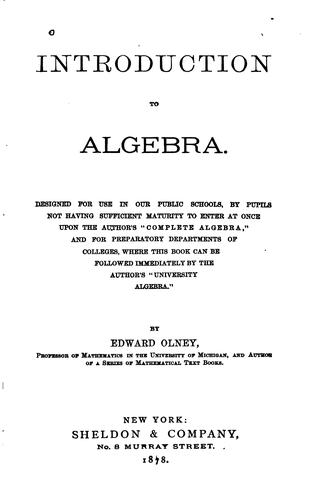 INTRODUCTION
TO
ALGEBRA.
DESIGNED FOR USE IN OUR PUBLIC SCHOOLS, BY PUPILS
NOT HAVING SUFFICIENT MATURITY TO ENTER AT ONCE
UPON THE AUTHOR'S "COMPLETE ALGEBRA,"
AND FOR PREPARATORY DEPARTMENTS OF
COLLEGES, WHERE THIS BOOK CAN BE
FOLLOWED IMMEDIATELY BY THE
AUTHOR'S "UNIVERSITY
ALGEBRA."
BY
EDWARD OLNEY,
PROFESSOR OF MATHEMATICS IN THE UNIVERSITY OF MICHIGAN, AND AUTHOR
OF A SERIES OF MATHEMATICAL TEXT BOOKS.
NEW YORK:
SHELDON & COMPANY,
No. 8 MURRAY STREET.
1878.